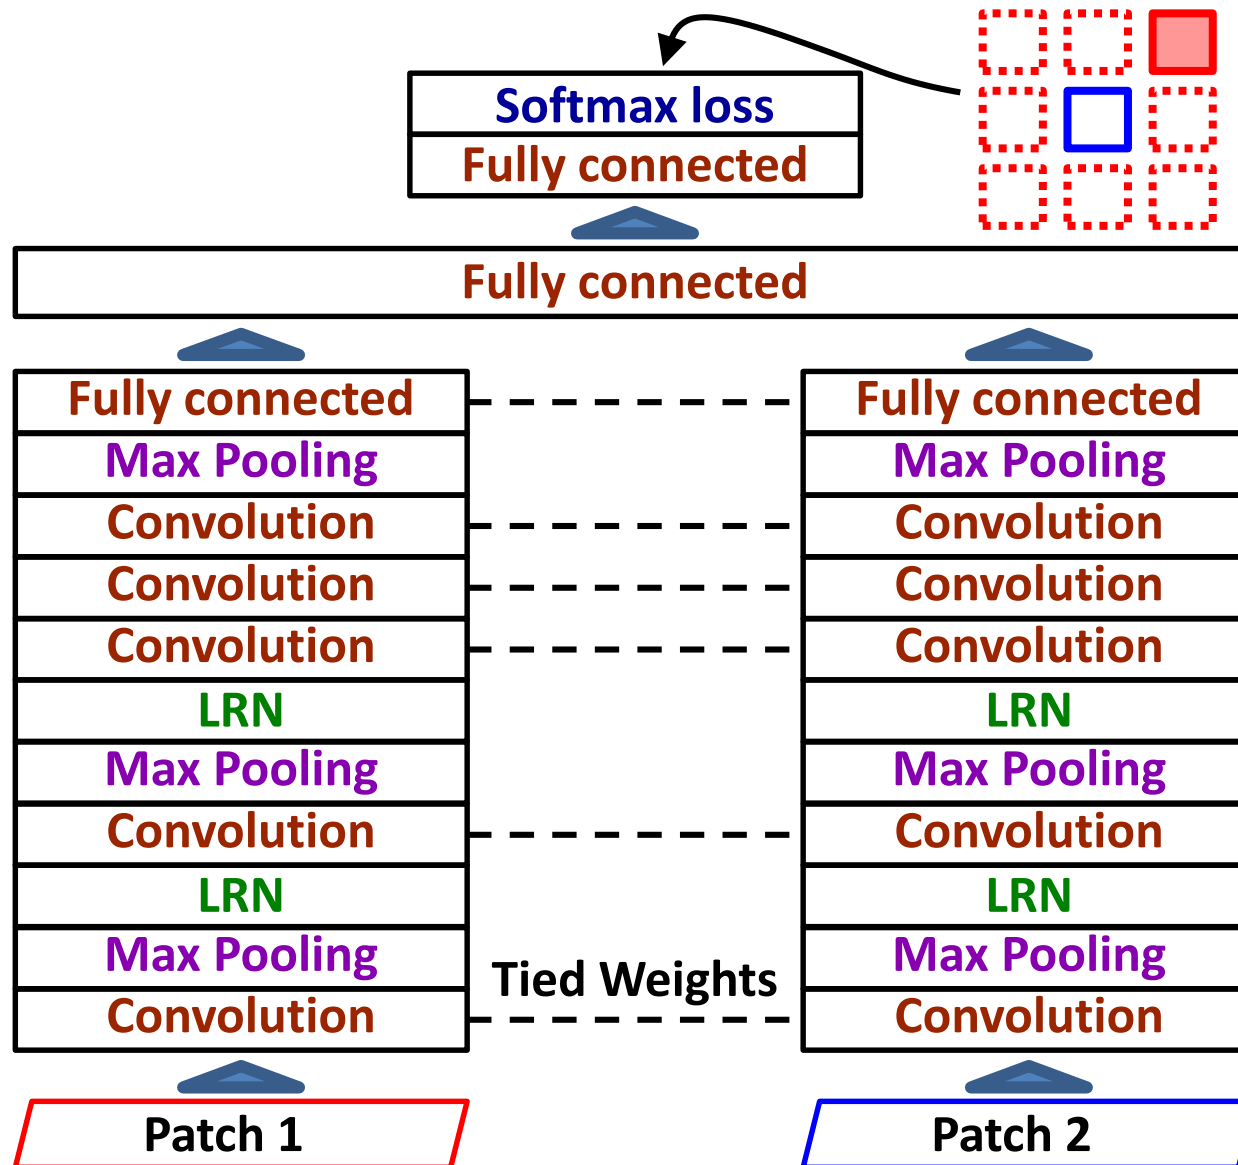 Softmax loss
Fully connected
Fully connected
Fully connected
Max Pooling
Convolution
Convolution
Convolution
LRN
Max Pooling
Convolution
LRN
Max Pooling
Convolution
Patch 1
Tied Weights
Fully connected
Max Pooling
Convolution
Convolution
Convolution
LRN
Max Pooling
Convolution
LRN
Max Pooling
Convolution
Patch 2